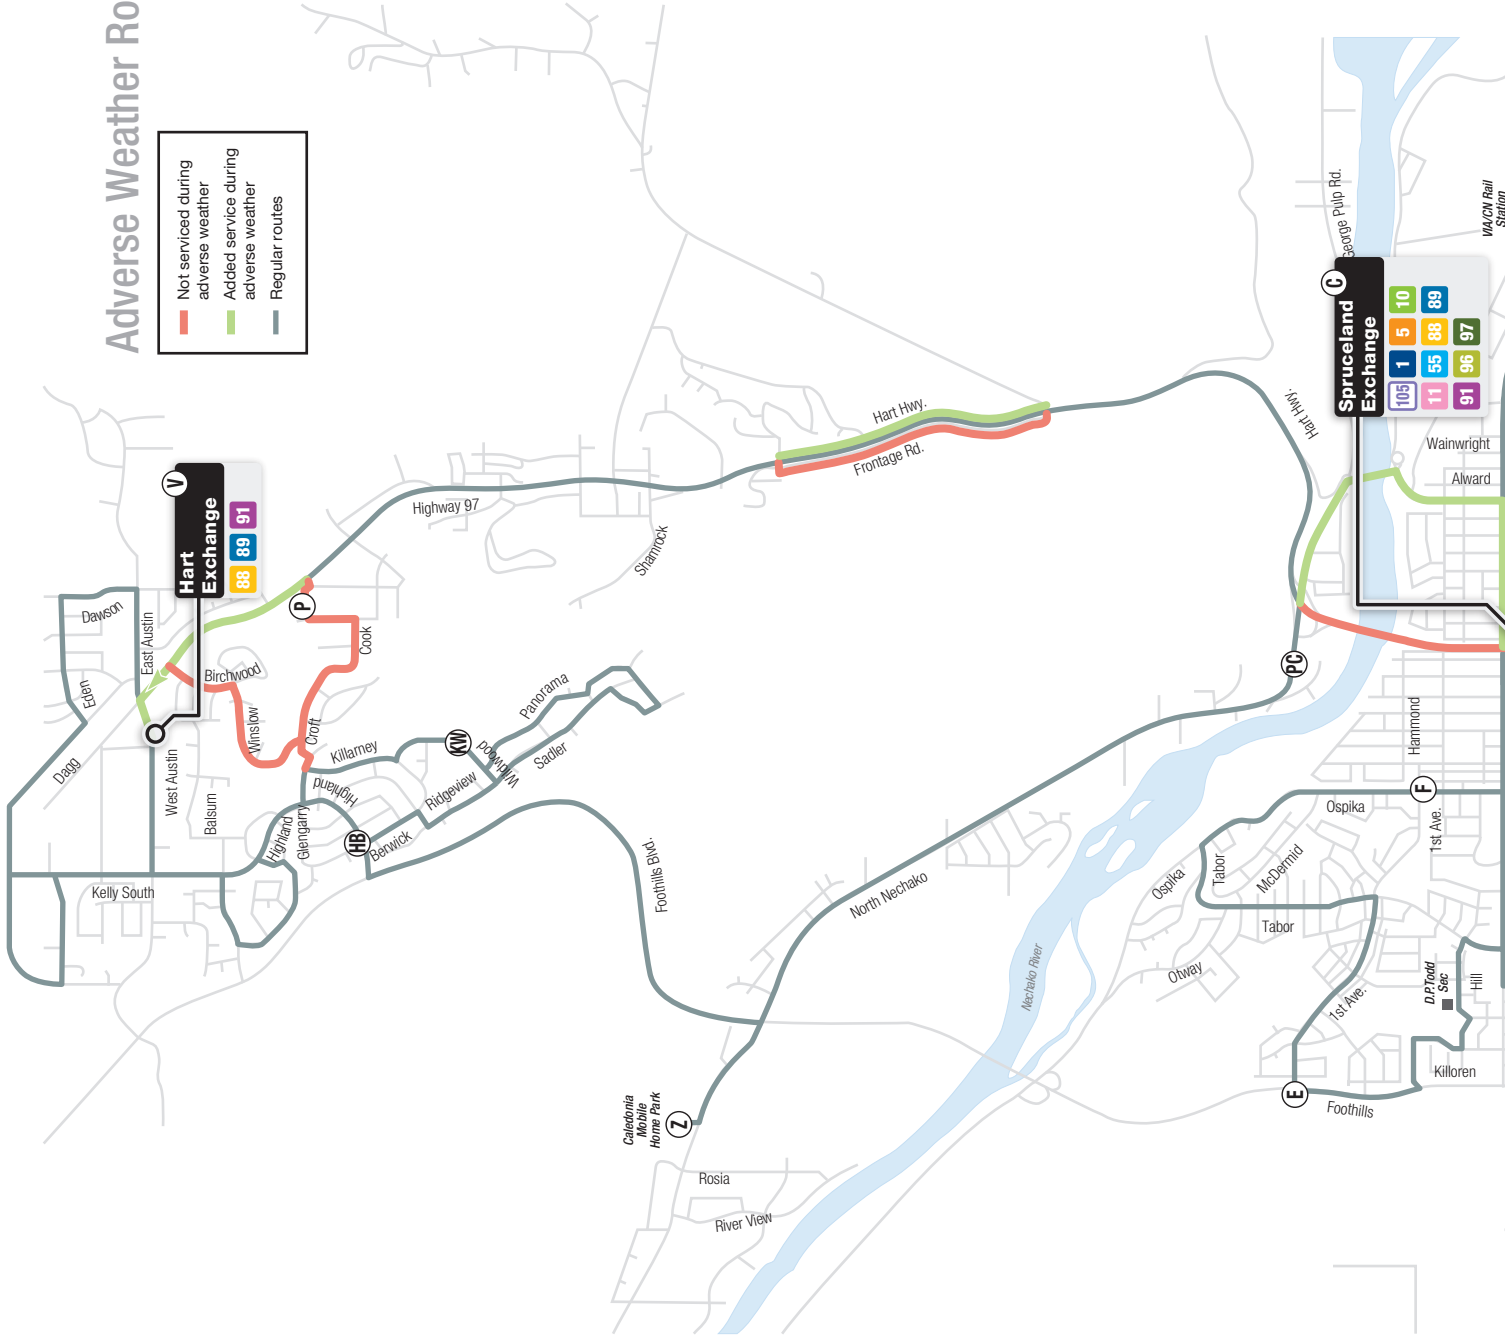 Adverse Weather Ro
Not serviced during
adverse weather
Added service during
adverse weather
Regular routes
V
Hart
Exchange
88 89 91
Dawson
East Austin
Eden
Dagg
West Austin
Birchwood
Winslow
Balsum
Kelly South
Highland
Glengarry
Croft
Cook
P
Highway 97
Killarney
Highland
HB
Berwick
Ridgeview
KW
Wildwood
Panorama
Sadler
Shamrock
Foothills Blvd.
Hart Hwy.
Frontage Rd.
North Nechako
Caledonia
Mobile
Home Park
Z
Rosia
River View
Nechako River
Hart Hwy.
PC
George Pulp Rd.
C
Spruceland
Exchange
105 1 5 10
11 55 88 89
91 96 97
VIA/CN Rail
Station
Wainwright
Alward
Hammond
F
Ospika
1st Ave.
Ospika
Tabor
McDermid
Tabor
Otway
1st Ave.
D.P.Todd
Sec
Hill
Killoren
E
Foothills